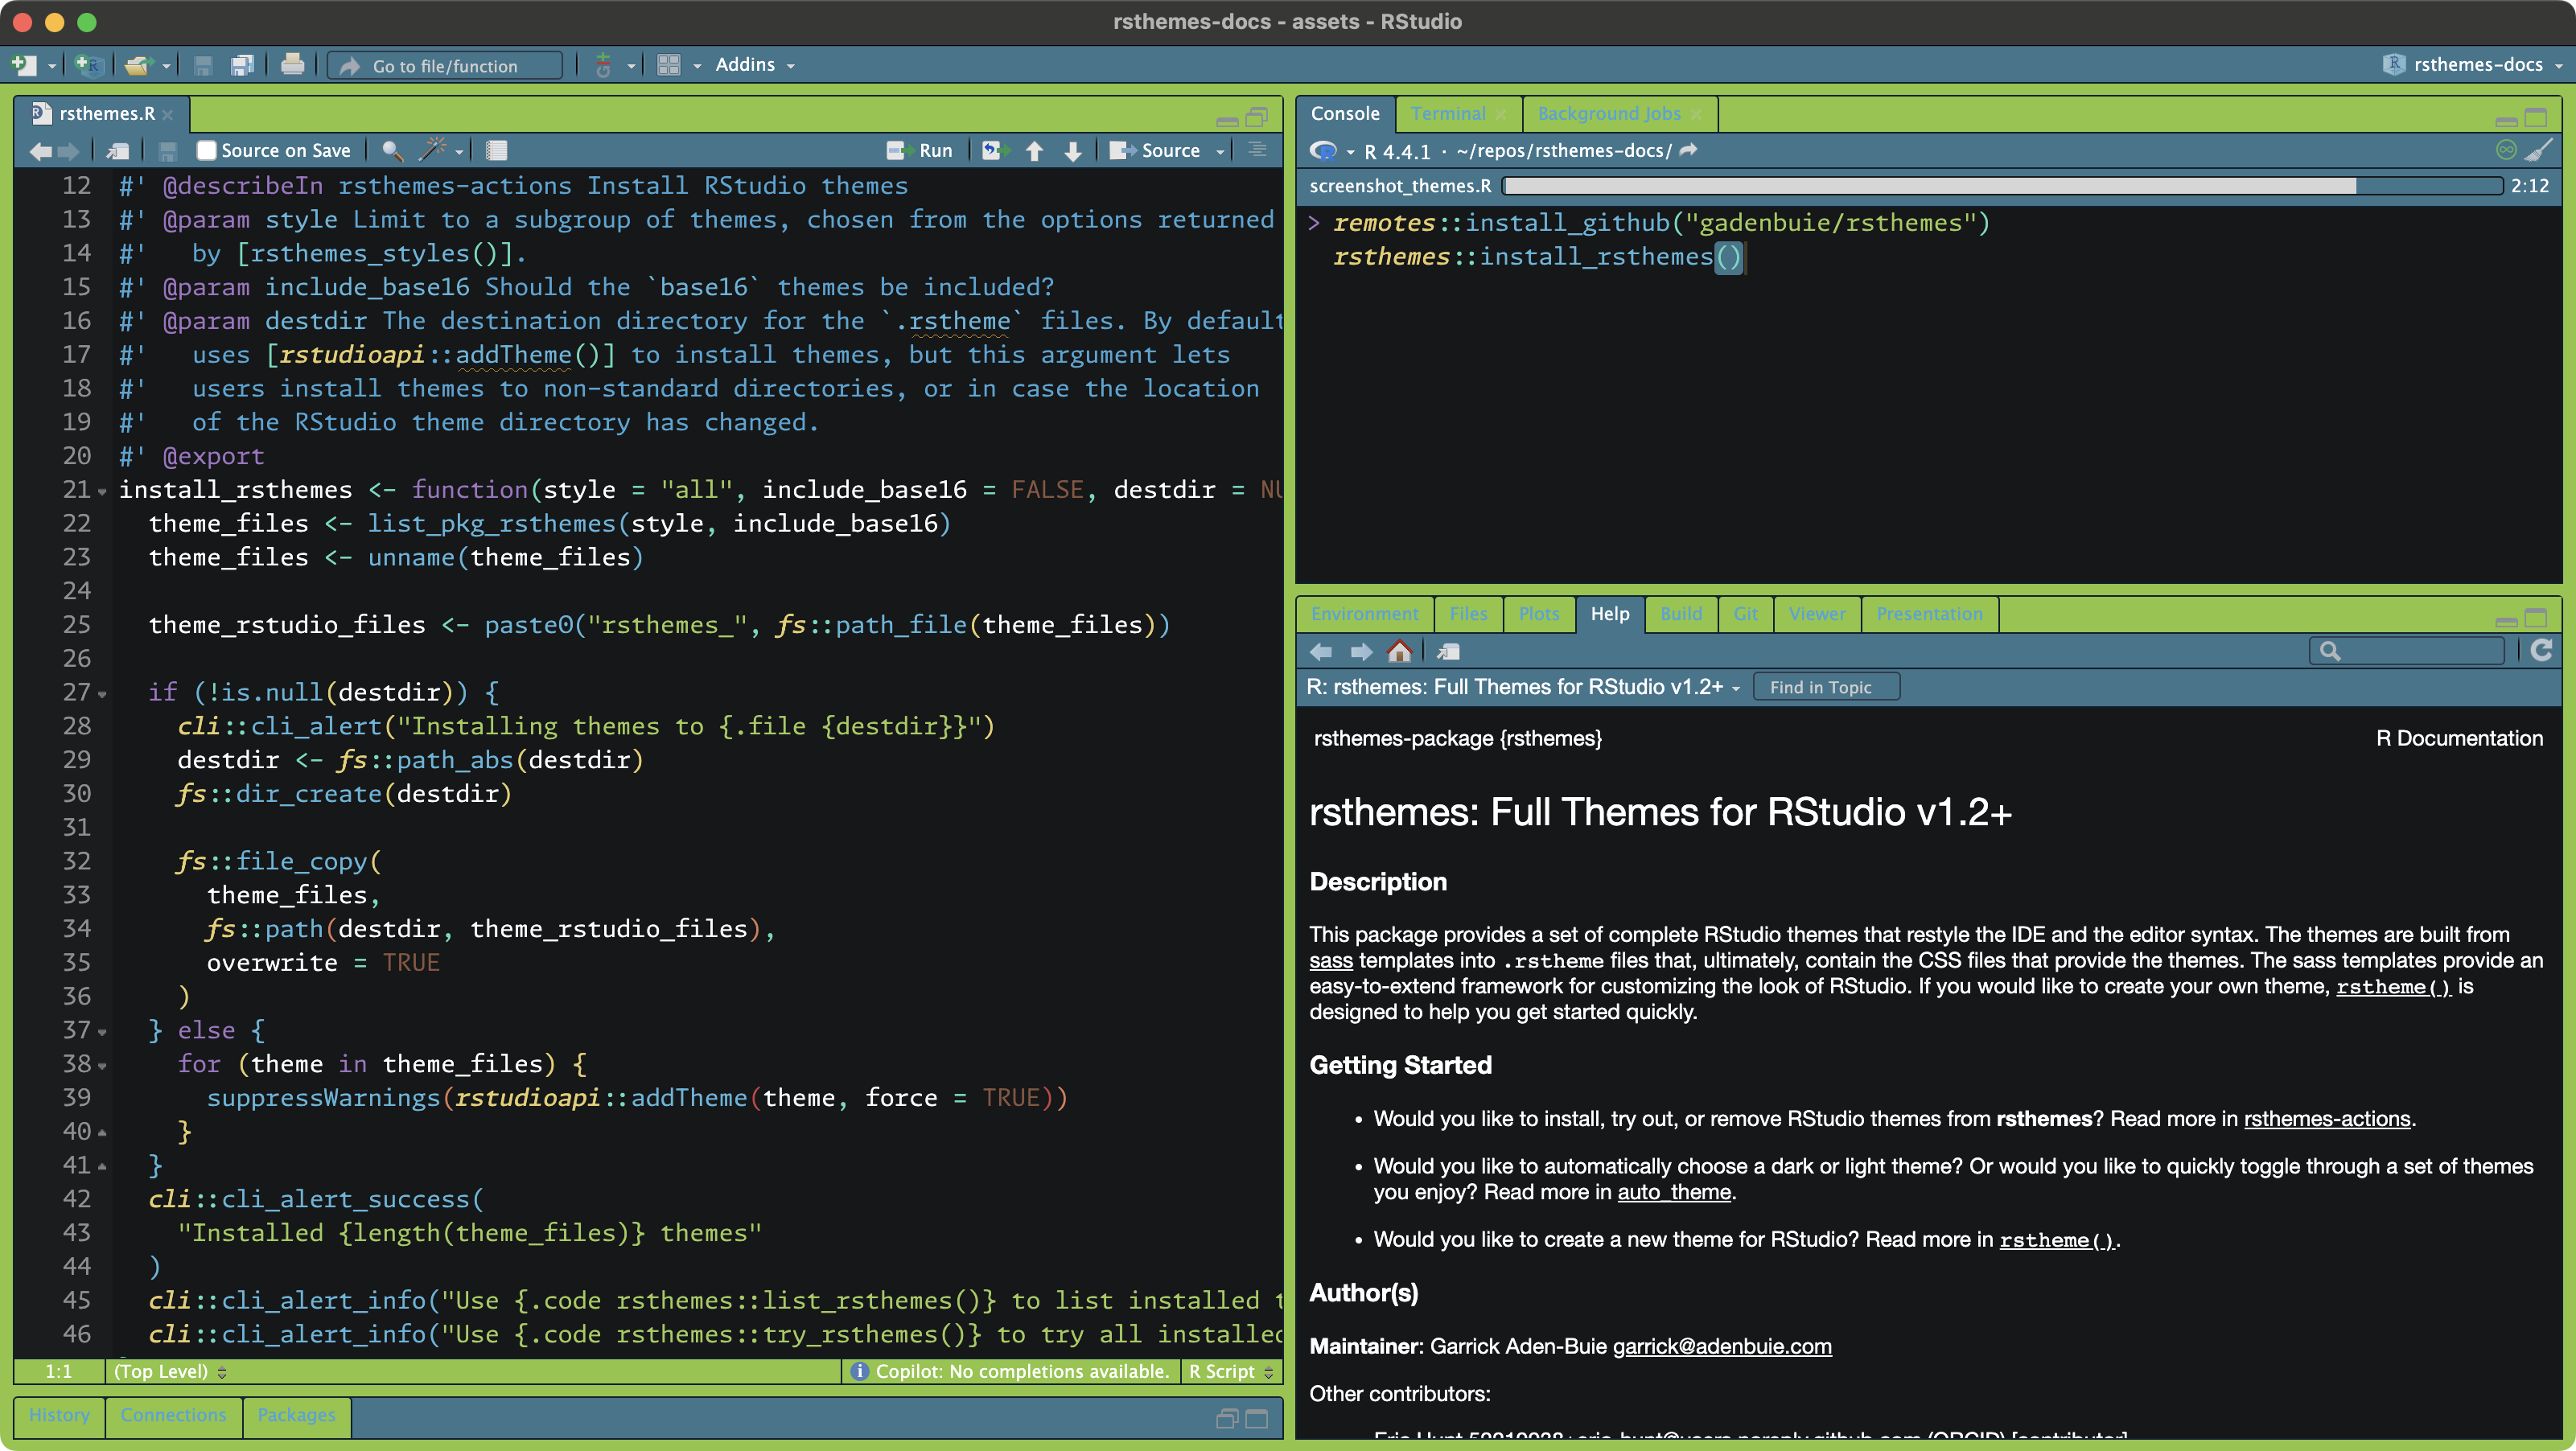 rsthemes-docs - assets - RStudio
Go to file/function
Addins
rsthemes-docs
rsthemes.R
Source on Save
Run
Source
12 #' @describeIn rsthemes-actions Install RStudio themes
13 #' @param style Limit to a subgroup of themes, chosen from the options returned
14 #'   by [rsthemes_styles()].
15 #' @param include_base16 Should the `base16` themes be included?
16 #' @param destdir The destination directory for the `.rstheme` files. By default
17 #'   uses [rstudioapi::addTheme()] to install themes, but this argument lets
18 #'   users install themes to non-standard directories, or in case the location
19 #'   of the RStudio theme directory has changed.
20 #' @export
21 install_rsthemes <- function(style = "all", include_base16 = FALSE, destdir = NU
22   theme_files <- list_pkg_rsthemes(style, include_base16)
23   theme_files <- unname(theme_files)
24
25   theme_rstudio_files <- paste0("rsthemes_", fs::path_file(theme_files))
26
27   if (!is.null(destdir)) {
28     cli::cli_alert("Installing themes to {.file {destdir}}")
29     destdir <- fs::path_abs(destdir)
30     fs::dir_create(destdir)
31
32     fs::file_copy(
33       theme_files,
34       fs::path(destdir, theme_rstudio_files),
35       overwrite = TRUE
36     )
37   } else {
38     for (theme in theme_files) {
39       suppressWarnings(rstudioapi::addTheme(theme, force = TRUE))
40     }
41   }
42   cli::cli_alert_success(
43     "Installed {length(theme_files)} themes"
44   )
45   cli::cli_alert_info("Use {.code rsthemes::list_rsthemes()} to list installed t
46   cli::cli_alert_info("Use {.code rsthemes::try_rsthemes()} to try all installed
1:1 (Top Level) Copilot: No completions available. R Script
History Connections Packages
Console Terminal Background Jobs
R 4.4.1 · ~/repos/rsthemes-docs/
screenshot_themes.R 2:12
> remotes::install_github("gadenbuie/rsthemes")
rsthemes::install_rsthemes()
Environment Files Plots Help Build Git Viewer Presentation
R: rsthemes: Full Themes for RStudio v1.2+ Find in Topic
rsthemes-package {rsthemes} R Documentation
rsthemes: Full Themes for RStudio v1.2+
Description
This package provides a set of complete RStudio themes that restyle the IDE and the editor syntax. The themes are built from
sass templates into .rstheme files that, ultimately, contain the CSS files that provide the themes. The sass templates provide an
easy-to-extend framework for customizing the look of RStudio. If you would like to create your own theme, rstheme() is
designed to help you get started quickly.
Getting Started
• Would you like to install, try out, or remove RStudio themes from rsthemes? Read more in rsthemes-actions.
• Would you like to automatically choose a dark or light theme? Or would you like to quickly toggle through a set of themes
you enjoy? Read more in auto_theme.
• Would you like to create a new theme for RStudio? Read more in rstheme().
Author(s)
Maintainer: Garrick Aden-Buie garrick@adenbuie.com
Other contributors: